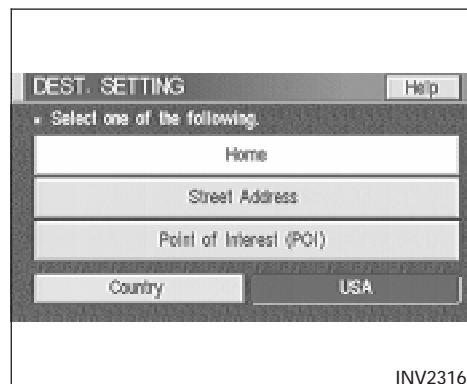 DEST. SETTING Help
▪ Select one of the following.
Home
Street Address
Point of Interest (POI)
Country USA
INV2316